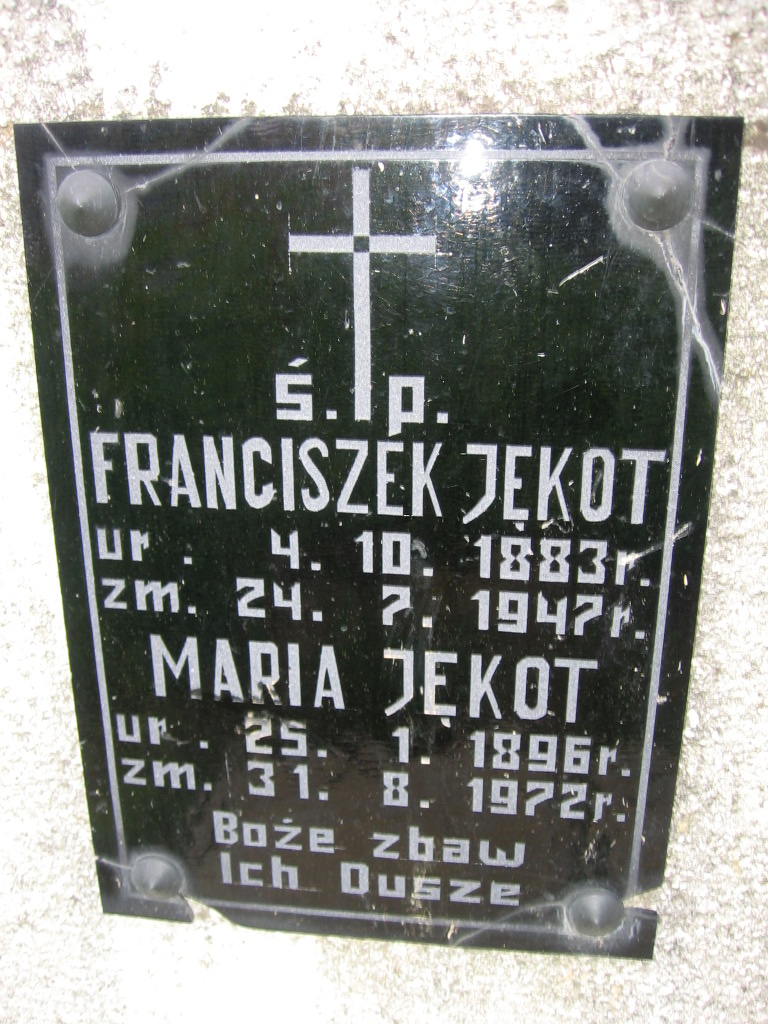 ś. p.
FRANCISZEK JĘKOT
ur. 4. 10. 1883r.
zm. 24. 7. 1947r.
MARIA JĘKOT
ur. 25. 1. 1896r.
zm. 31. 8. 1972r.
Boże zbaw
Ich Dusze